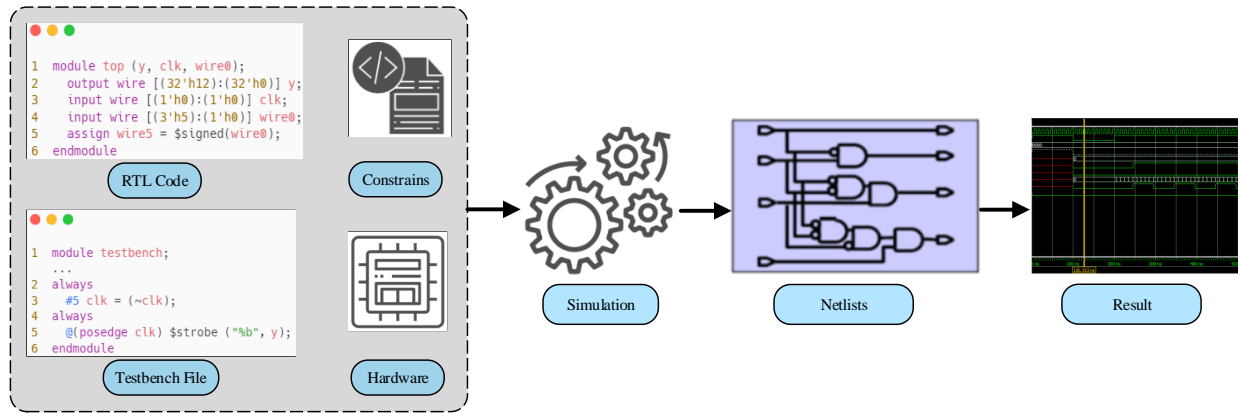 1 module top (y, clk, wire0);
2 output wire [(32'h12):(32'h0)] y;
3 input wire [(1'h0):(1'h0)] clk;
4 input wire [(3'h5):(1'h0)] wire0;
5 assign wire5 = $signed(wire0);
6 endmodule
RTL Code
Constrains
1 module testbench;
...
2 always
3 #5 clk = (~clk);
4 always
5 @(posedge clk) $strobe ("%b", y);
6 endmodule
Testbench File
Hardware
Simulation
Netlists
Result